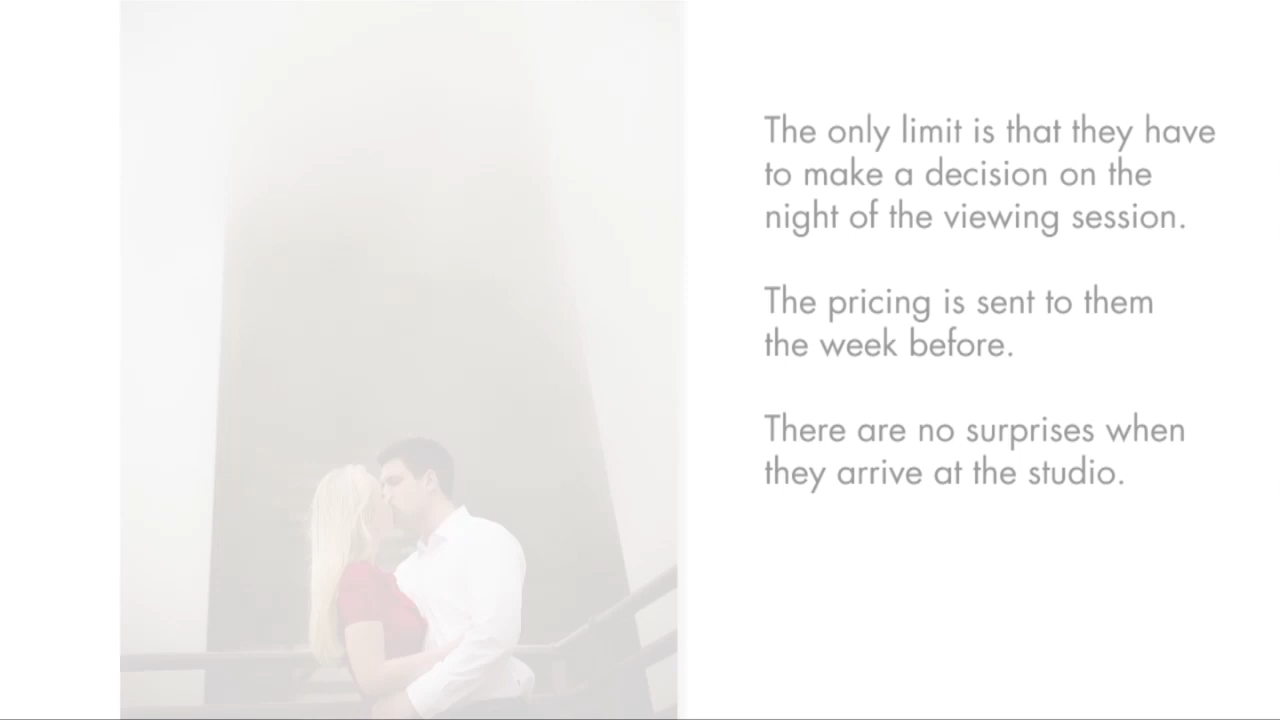 The only limit is that they have
to make a decision on the
night of the viewing session.
The pricing is sent to them
the week before.
There are no surprises when
they arrive at the studio.